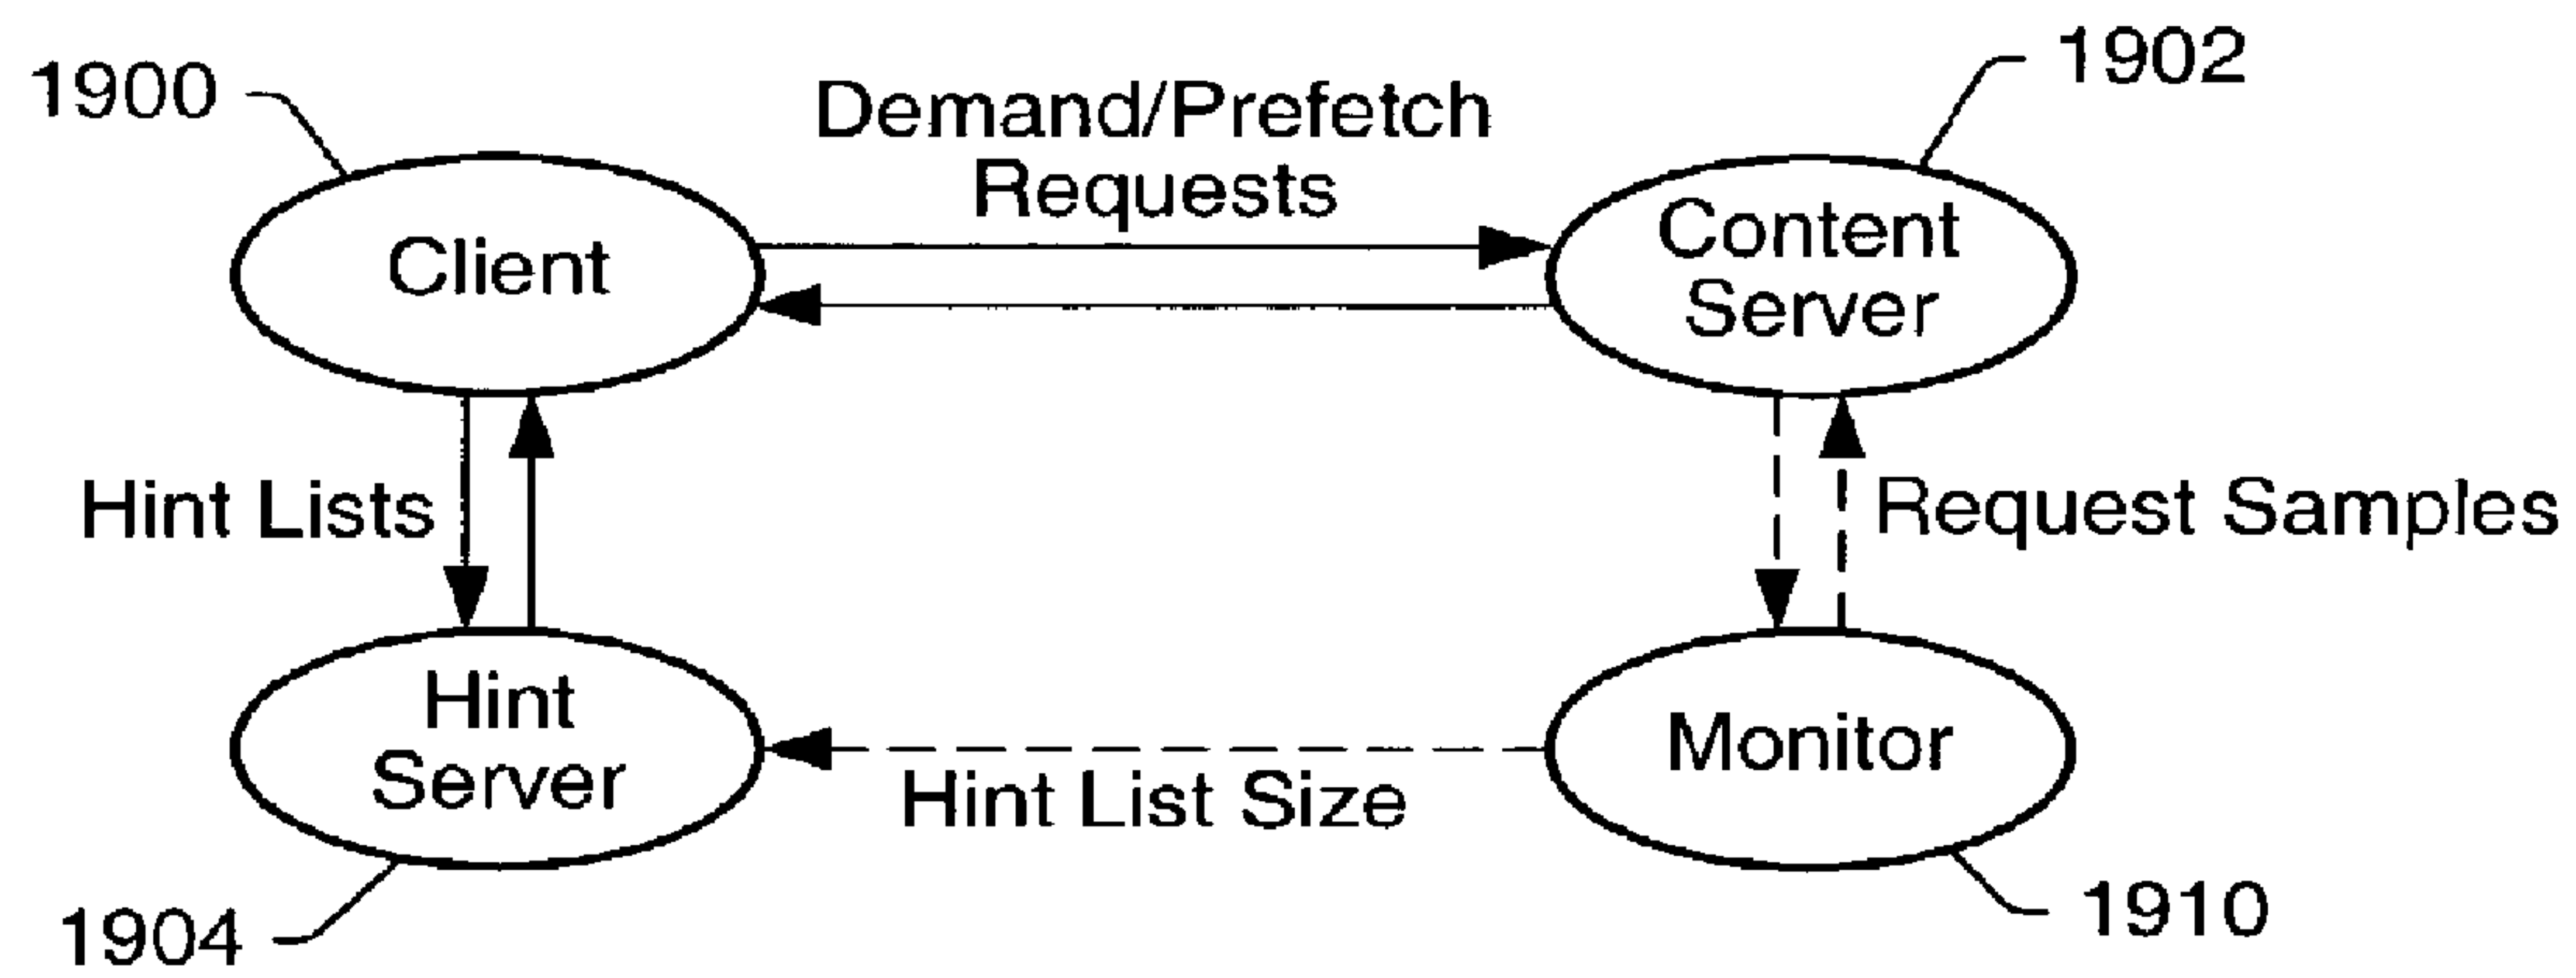 1900
1902
Demand/Prefetch
Requests
Client
Content
Server
Hint Lists
Request Samples
Hint
Server
Monitor
Hint List Size
1904
1910